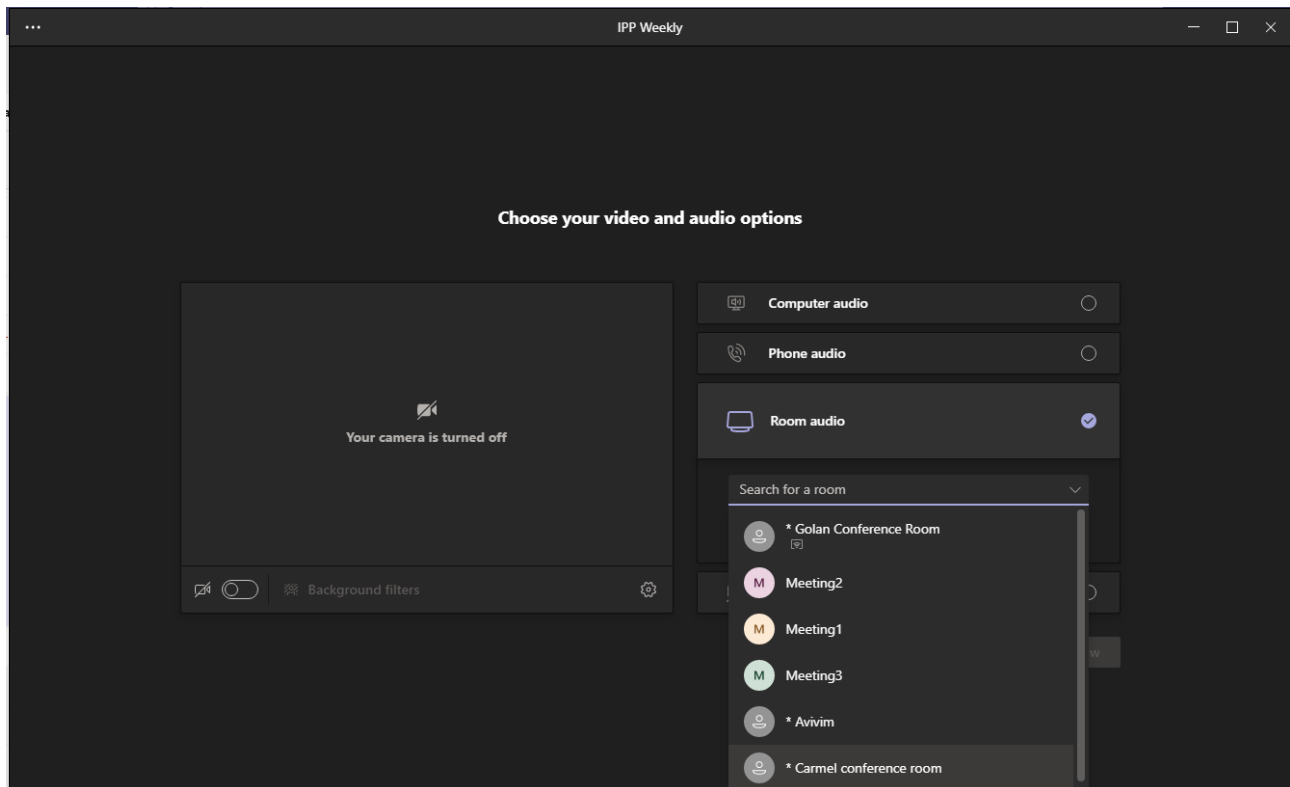 IPP Weekly
Choose your video and audio options
Your camera is turned off
Background filters
Computer audio
Phone audio
Room audio
Search for a room
* Golan Conference Room
M Meeting2
M Meeting1
M Meeting3
* Avivim
* Carmel conference room